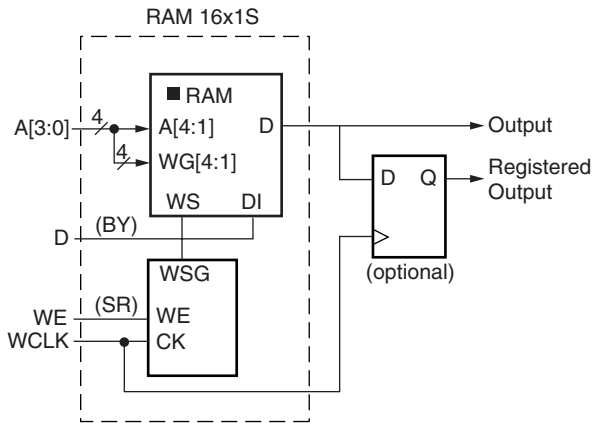 RAM 16x1S
RAM
A[3:0]
4
A[4:1]
D
Output
4
WG[4:1]
D
Q
Registered
Output
WS
DI
D
(BY)
WSG
(optional)
WE
(SR)
WE
WCLK
CK